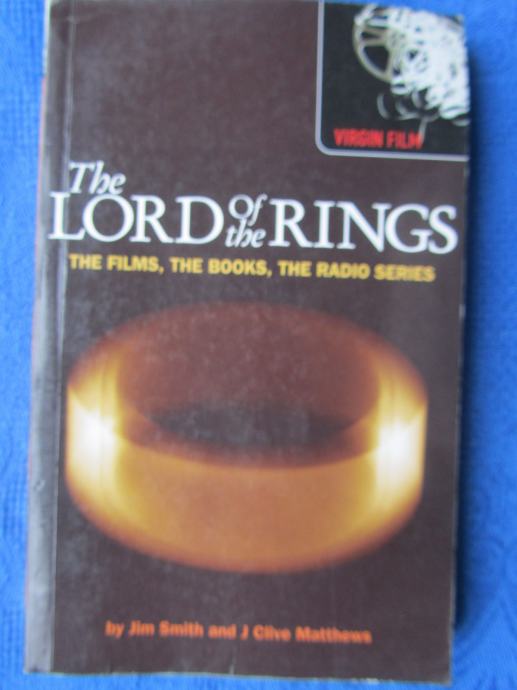 VIRGIN FILM
The
LORD of the RINGS
THE FILMS, THE BOOKS, THE RADIO SERIES
by Jim Smith and J Clive Matthews